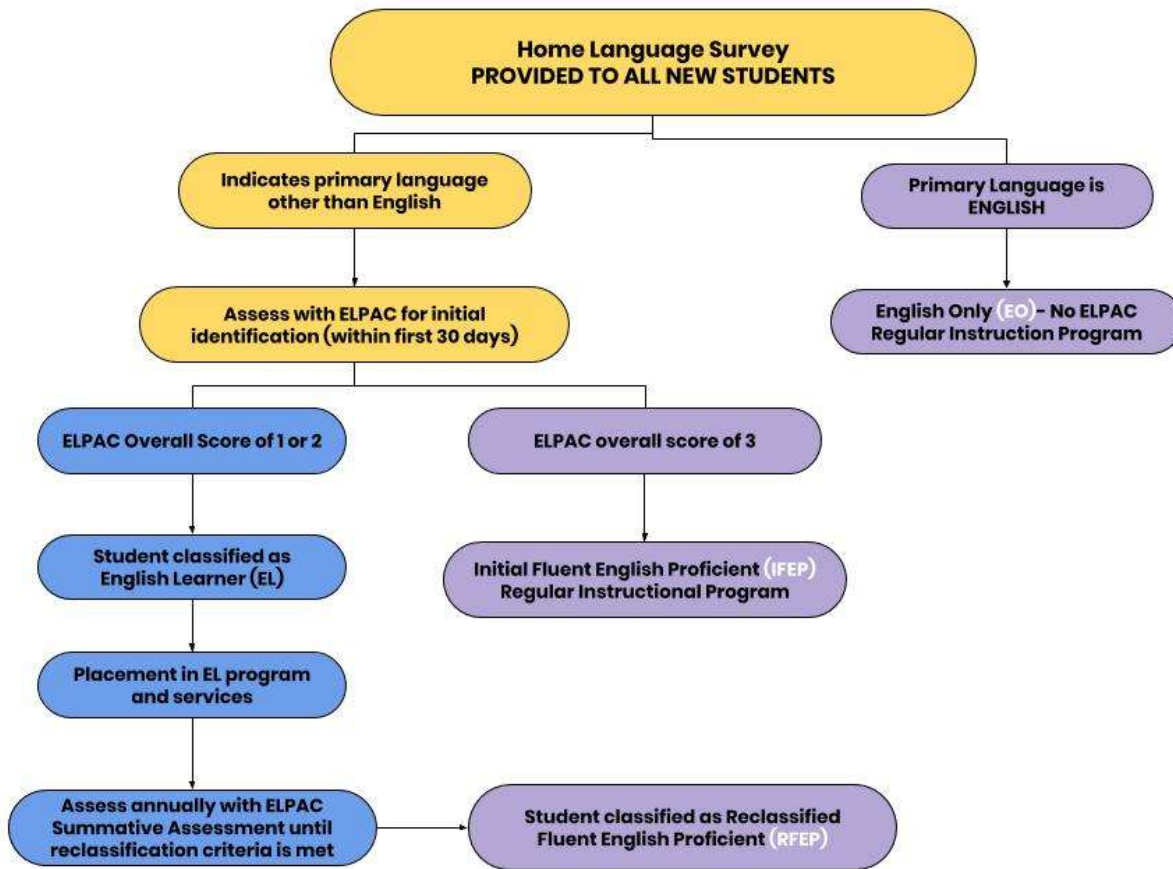 Home Language Survey
PROVIDED TO ALL NEW STUDENTS
Indicates primary language
other than English
Primary Language is
ENGLISH
Assess with ELPAC for initial
identification (within first 30 days)
English Only (EO)- No ELPAC
Regular Instruction Program
ELPAC Overall Score of 1 or 2
ELPAC overall score of 3
Student classified as
English Learner (EL)
Initial Fluent English Proficient (IFEP)
Regular Instructional Program
Placement in EL program
and services
Assess annually with ELPAC
Summative Assessment until
reclassification criteria is met
Student classified as Reclassified
Fluent English Proficient (RFEP)